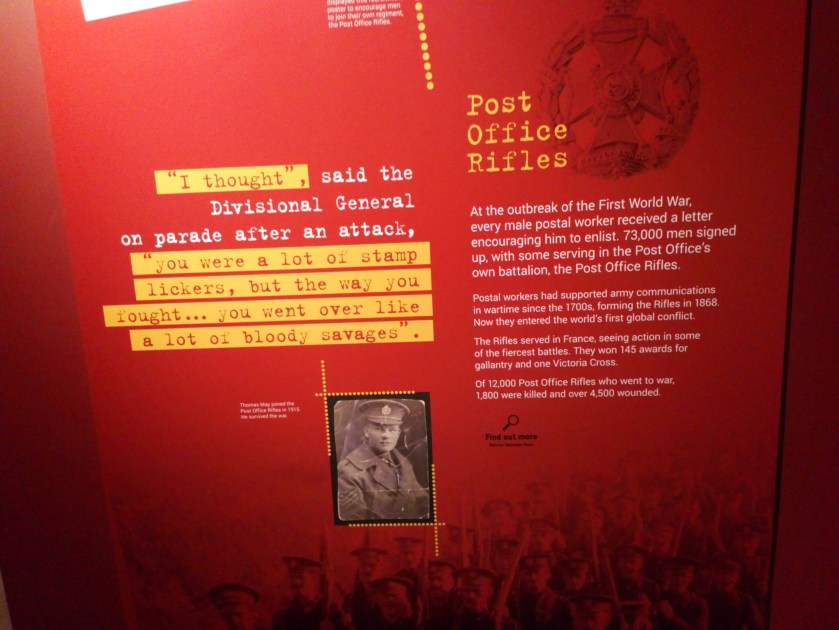 displayed this recruitment
poster to encourage men
to join their own regiment,
the Post Office Rifles.
"I thought", said the
Divisional General
on parade after an attack,
"you were a lot of stamp
lickers, but the way you
fought... you went over like
a lot of bloody savages".
Thomas May joined the
Post Office Rifles in 1915.
He survived the war.
Post
Office
Rifles
At the outbreak of the First World War,
every male postal worker received a letter
encouraging him to enlist. 73,000 men signed
up, with some serving in the Post Office's
own battalion, the Post Office Rifles.
Postal workers had supported army communications
in wartime since the 1700s, forming the Rifles in 1868.
Now they entered the world's first global conflict.
The Rifles served in France, seeing action in some
of the fiercest battles. They won 145 awards for
gallantry and one Victoria Cross.
Of 12,000 Post Office Rifles who went to war,
1,800 were killed and over 4,500 wounded.
Find out more